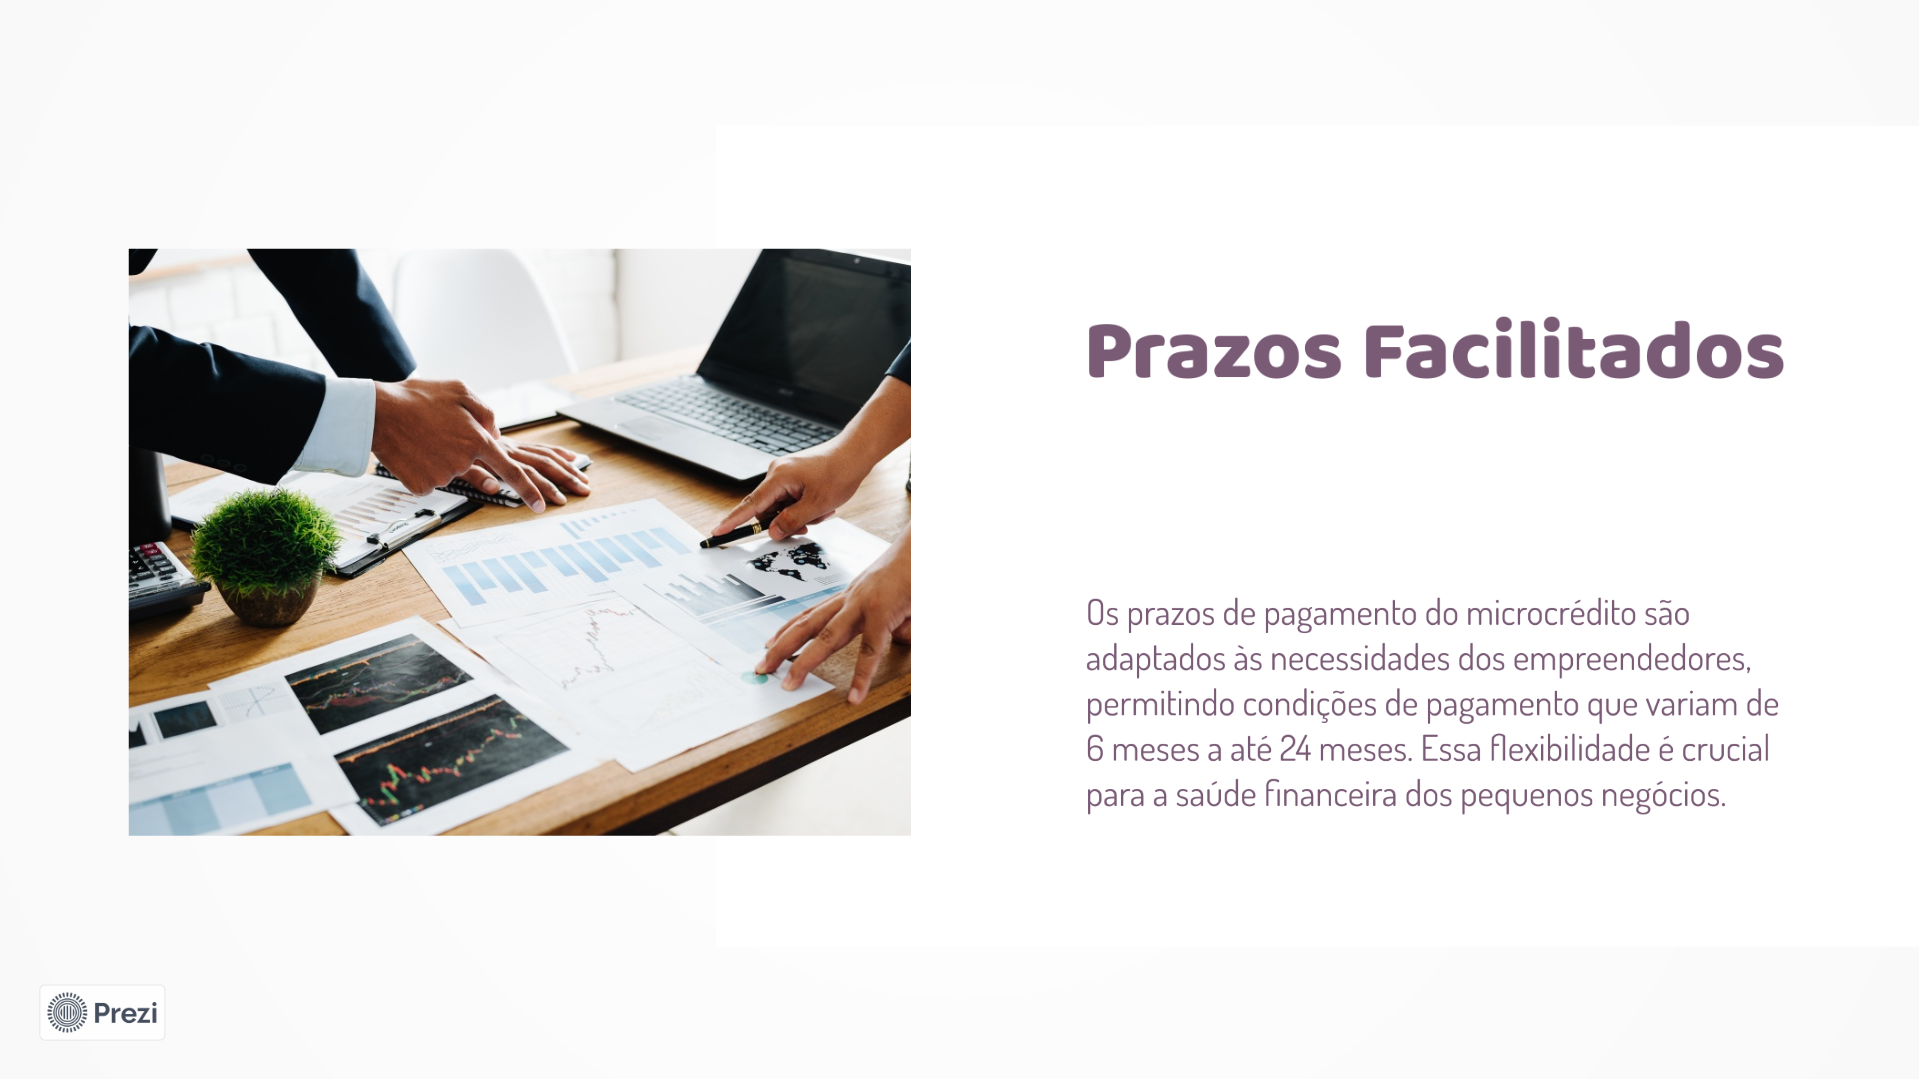 Prazos Facilitados
Os prazos de pagamento do microcrédito são
adaptados às necessidades dos empreendedores,
permitindo condições de pagamento que variam de
6 meses a até 24 meses. Essa flexibilidade é crucial
para a saúde financeira dos pequenos negócios.
Prezi